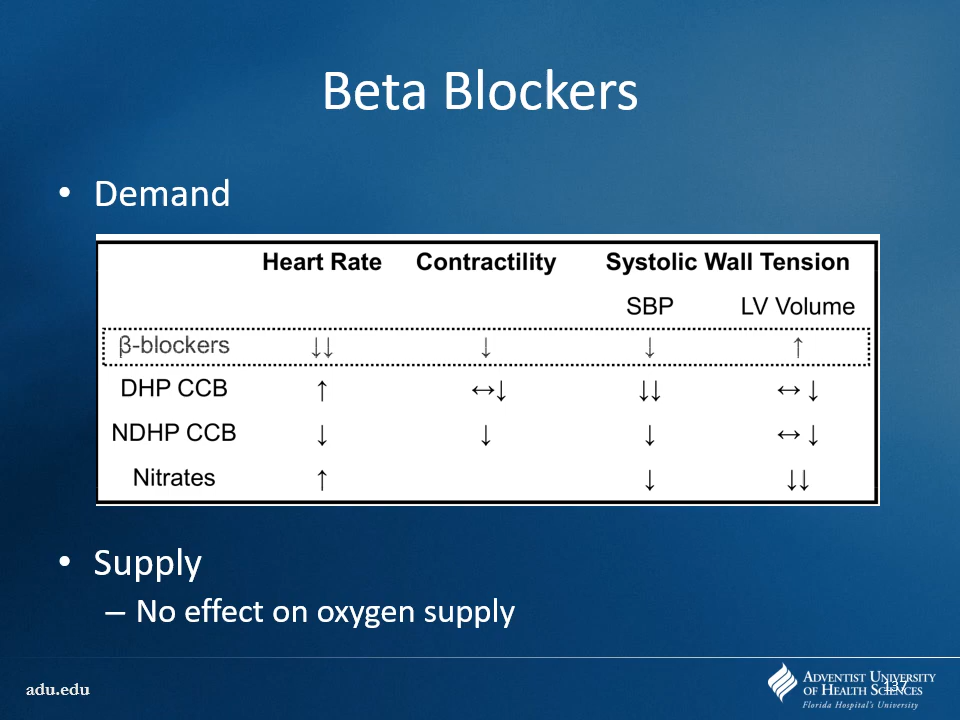 Beta Blockers
• Demand
Heart Rate Contractility Systolic Wall Tension
SBP LV Volume
β-blockers ↓↓ ↓ ↓ ↑
DHP CCB ↑ ↔↓ ↓↓ ↔ ↓
NDHP CCB ↓ ↓ ↓ ↔ ↓
Nitrates ↑ ↓ ↓↓
• Supply
– No effect on oxygen supply
adu.edu
Adventist University
of Health Sciences
Florida Hospital's University
137